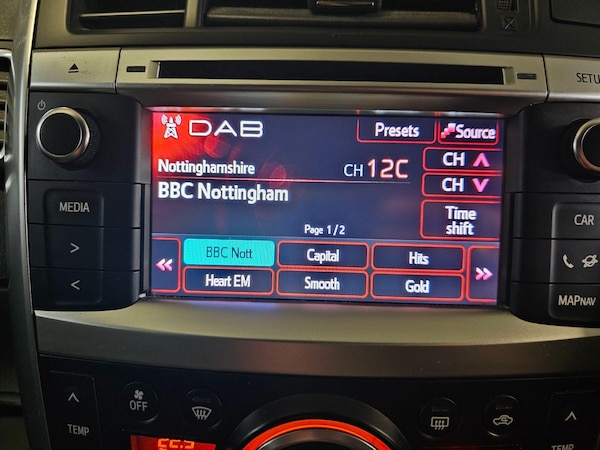 SETU
DAB
Presets
Source
Nottinghamshire
CH 12C
CH
BBC Nottingham
CH
Time
shift
Page 1/2
BBC Nott
Capital
Hits
Heart EM
Smooth
Gold
MEDIA
>
<
CAR
MAPNAV
OFF
TEMP
TEMP